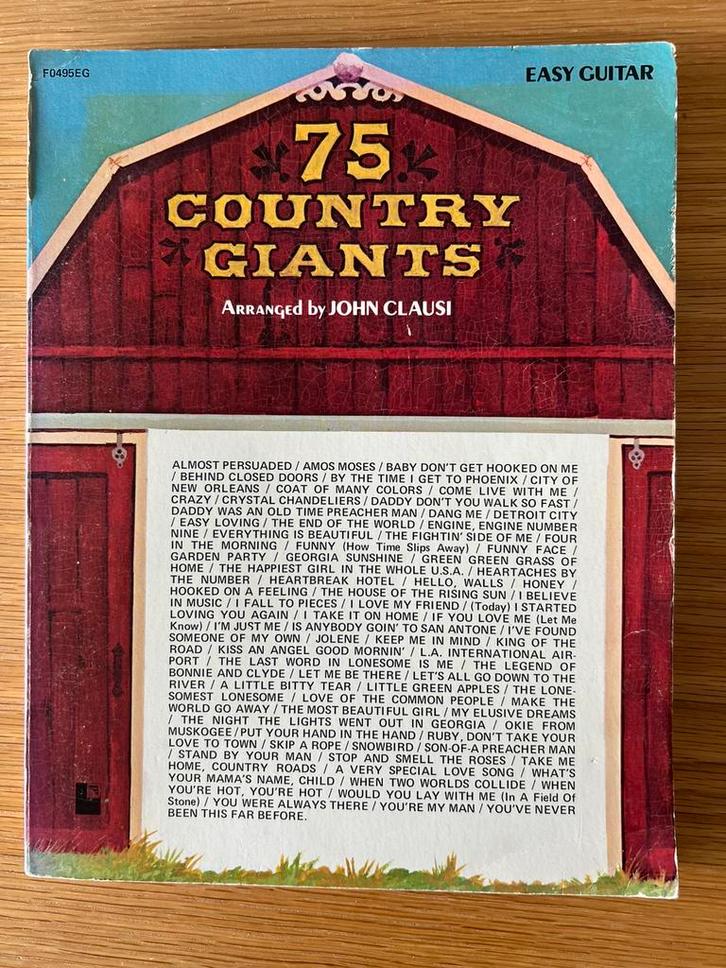 F0495EG
EASY GUITAR
75
COUNTRY
GIANTS
ARRANGEd by JOHN CLAUSI
ALMOST PERSUADED / AMOS MOSES / BABY DON'T GET HOOKED ON ME
/ BEHIND CLOSED DOORS / BY THE TIME I GET TO PHOENIX / CITY OF
NEW ORLEANS / COAT OF MANY COLORS / COME LIVE WITH ME /
CRAZY / CRYSTAL CHANDELIERS / DADDY DON'T YOU WALK SO FAST /
DADDY WAS AN OLD TIME PREACHER MAN / DANG ME / DETROIT CITY
/ EASY LOVING / THE END OF THE WORLD / ENGINE, ENGINE NUMBER
NINE / EVERYTHING IS BEAUTIFUL / THE FIGHTIN' SIDE OF ME / FOUR
IN THE MORNING / FUNNY (How Time Slips Away) / FUNNY FACE /
GARDEN PARTY / GEORGIA SUNSHINE / GREEN GREEN GRASS OF
HOME / THE HAPPIEST GIRL IN THE WHOLE U.S.A. / HEARTACHES BY
THE NUMBER / HEARTBREAK HOTEL / HELLO, WALLS / HONEY /
HOOKED ON A FEELING / THE HOUSE OF THE RISING SUN / I BELIEVE
IN MUSIC / I FALL TO PIECES / I LOVE MY FRIEND / (Today) I STARTED
LOVING YOU AGAIN / I TAKE IT ON HOME / IF YOU LOVE ME (Let Me
Know) / I'M JUST ME / IS ANYBODY GOIN' TO SAN ANTONE / I'VE FOUND
SOMEONE OF MY OWN / JOLENE / KEEP ME IN MIND / KING OF THE
ROAD / KISS AN ANGEL GOOD MORNIN' / L.A. INTERNATIONAL AIR-
PORT / THE LAST WORD IN LONESOME IS ME / THE LEGEND OF
BONNIE AND CLYDE / LET ME BE THERE / LET'S ALL GO DOWN TO THE
RIVER / A LITTLE BITTY TEAR / LITTLE GREEN APPLES / THE LONE-
SOMEST LONESOME / LOVE OF THE COMMON PEOPLE / MAKE THE
WORLD GO AWAY / THE MOST BEAUTIFUL GIRL / MY ELUSIVE DREAMS
/ THE NIGHT THE LIGHTS WENT OUT IN GEORGIA / OKIE FROM
MUSKOGEE / PUT YOUR HAND IN THE HAND / RUBY, DON'T TAKE YOUR
LOVE TO TOWN / SKIP A ROPE / SNOWBIRD / SON-OF-A PREACHER MAN
/ STAND BY YOUR MAN / STOP AND SMELL THE ROSES / TAKE ME
HOME, COUNTRY ROADS / A VERY SPECIAL LOVE SONG / WHAT'S
YOUR MAMA'S NAME, CHILD / WHEN TWO WORLDS COLLIDE / WHEN
YOU'RE HOT, YOU'RE HOT / WOULD YOU LAY WITH ME (In A Field Of
Stone) / YOU WERE ALWAYS THERE / YOU'RE MY MAN / YOU'VE NEVER
BEEN THIS FAR BEFORE.